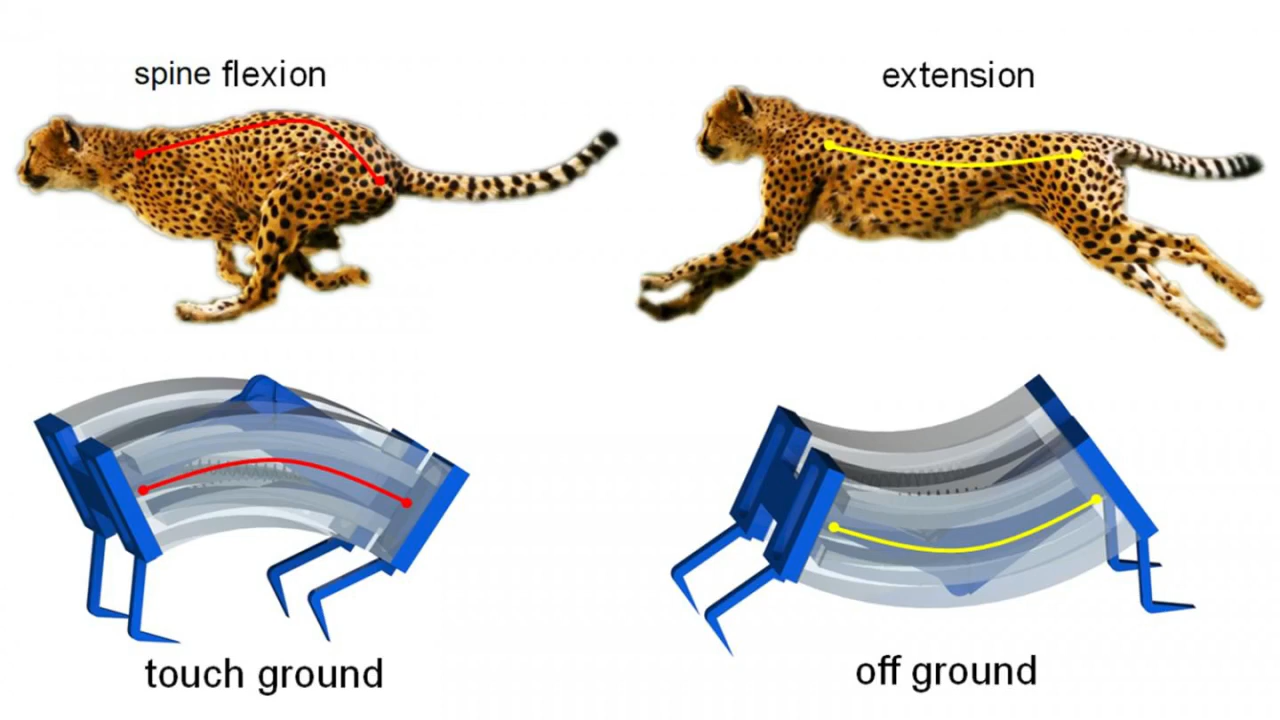 spine flexion
extension
touch ground
off ground